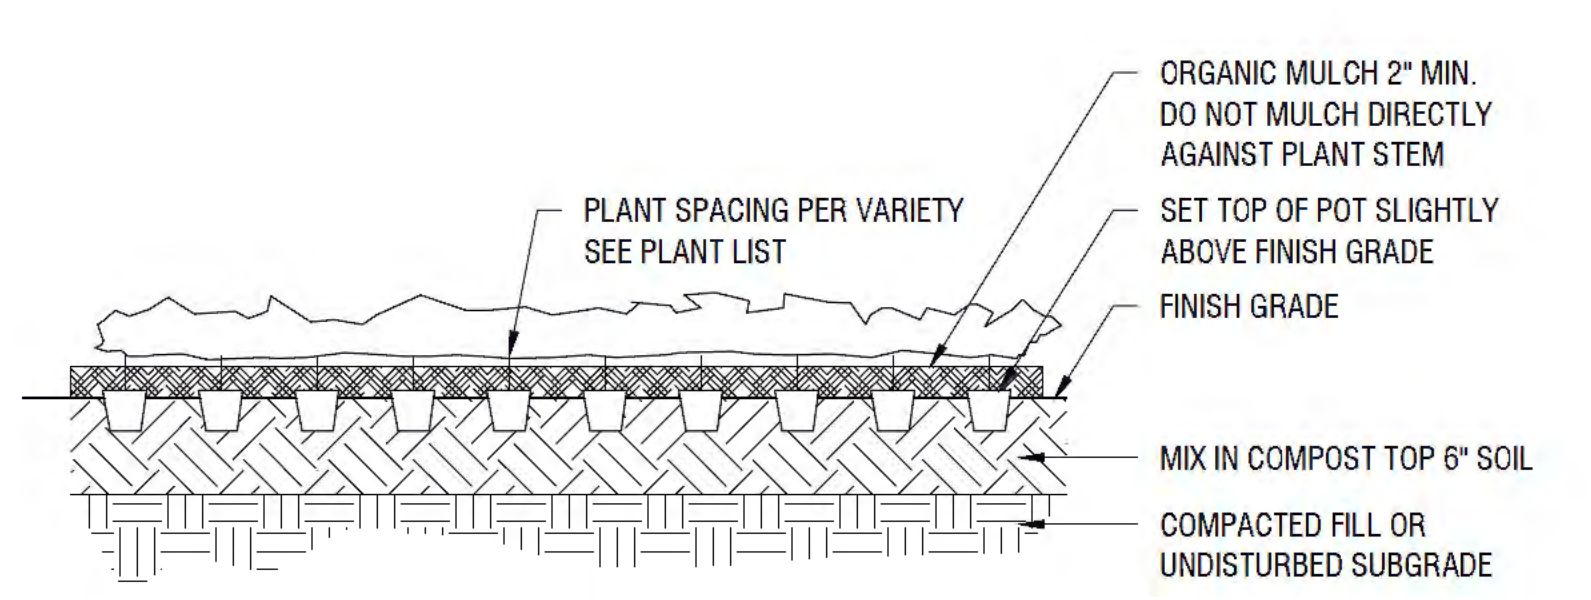 ORGANIC MULCH 2" MIN.
DO NOT MULCH DIRECTLY
AGAINST PLANT STEM
PLANT SPACING PER VARIETY
SEE PLANT LIST
SET TOP OF POT SLIGHTLY
ABOVE FINISH GRADE
FINISH GRADE
MIX IN COMPOST TOP 6" SOIL
COMPACTED FILL OR
UNDISTURBED SUBGRADE